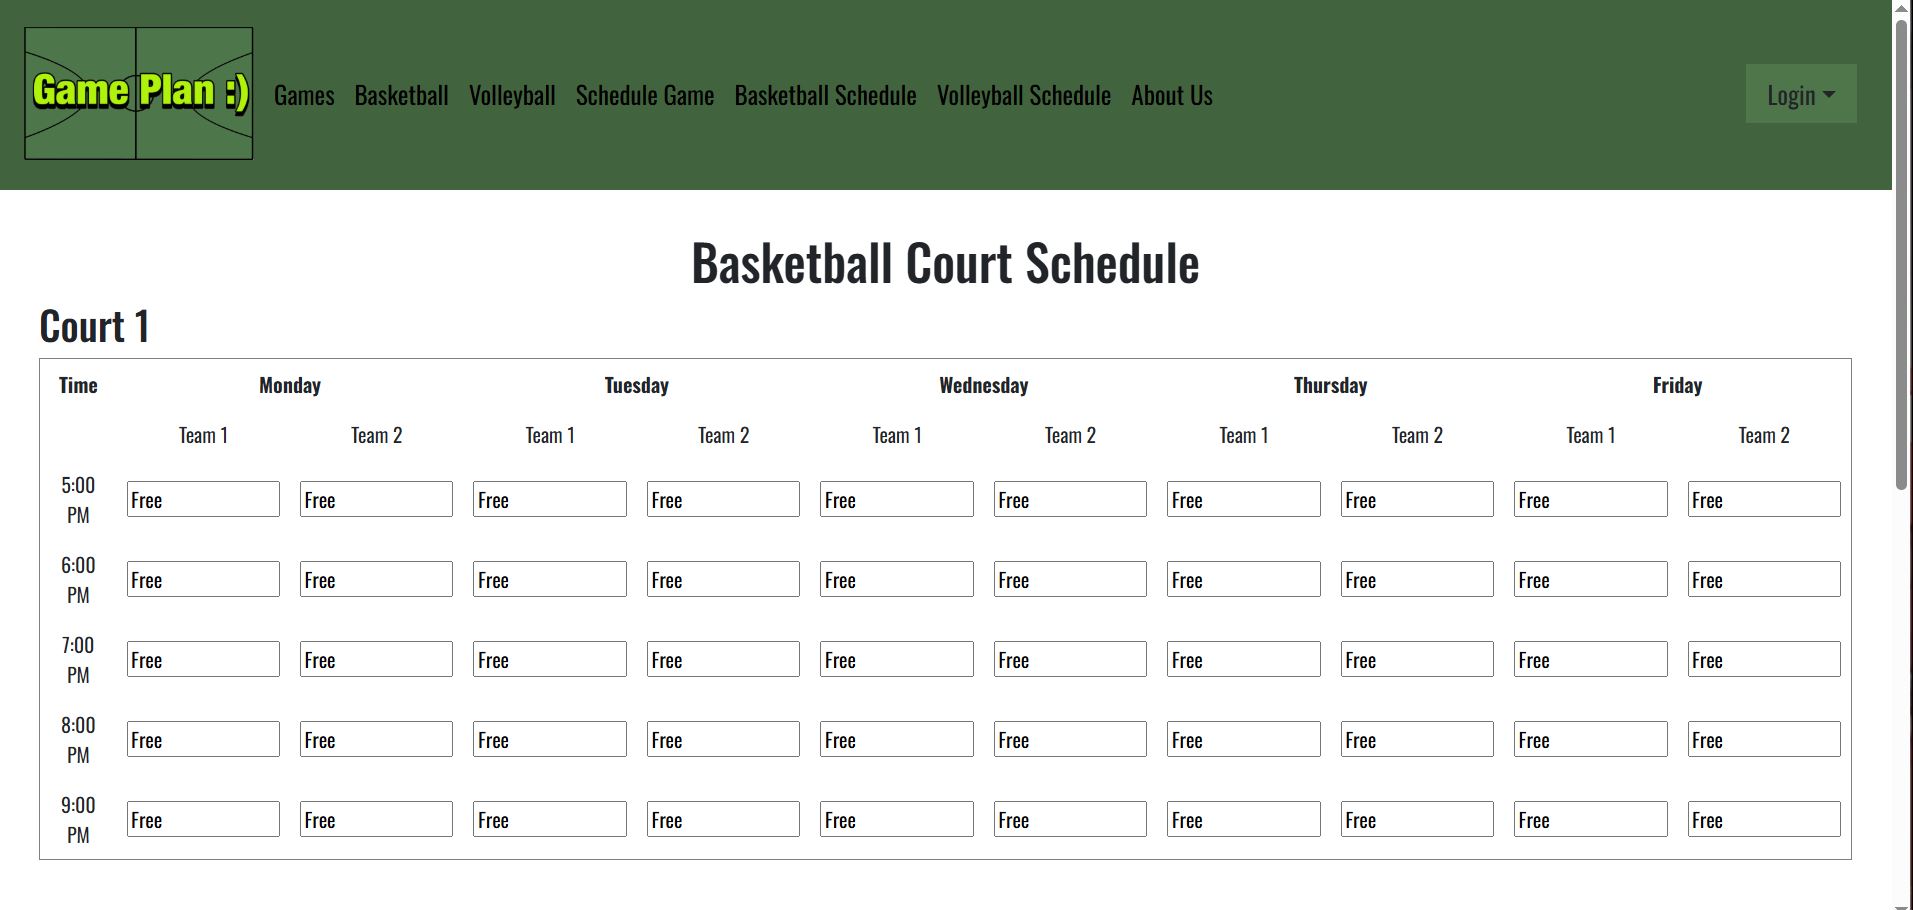 Game Plan :)
Games Basketball Volleyball Schedule Game Basketball Schedule Volleyball Schedule About Us
Login
Basketball Court Schedule
Court 1
Time Monday Tuesday Wednesday Thursday Friday
Team 1 Team 2 Team 1 Team 2 Team 1 Team 2 Team 1 Team 2 Team 1 Team 2
5:00 PM Free Free Free Free Free Free Free Free Free Free
6:00 PM Free Free Free Free Free Free Free Free Free Free
7:00 PM Free Free Free Free Free Free Free Free Free Free
8:00 PM Free Free Free Free Free Free Free Free Free Free
9:00 PM Free Free Free Free Free Free Free Free Free Free